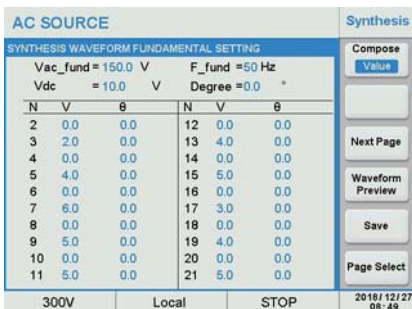 AC SOURCE
Synthesis
SYNTHESIS WAVEFORM FUNDAMENTAL SETTING
Vac_fund = 150.0 V F_fund =50 Hz
Vdc = 10.0 V Degree =0.0 °
N V θ N V θ
2 0.0 0.0 12 0.0 0.0
3 2.0 0.0 13 4.0 0.0
4 0.0 0.0 14 0.0 0.0
5 4.0 0.0 15 5.0 0.0
6 0.0 0.0 16 0.0 0.0
7 6.0 0.0 17 3.0 0.0
8 0.0 0.0 18 0.0 0.0
9 5.0 0.0 19 4.0 0.0
10 0.0 0.0 20 0.0 0.0
11 5.0 0.0 21 5.0 0.0
Compose
Value
Next Page
Waveform
Preview
Save
Page Select
300V Local STOP
2018/12/27
08:49